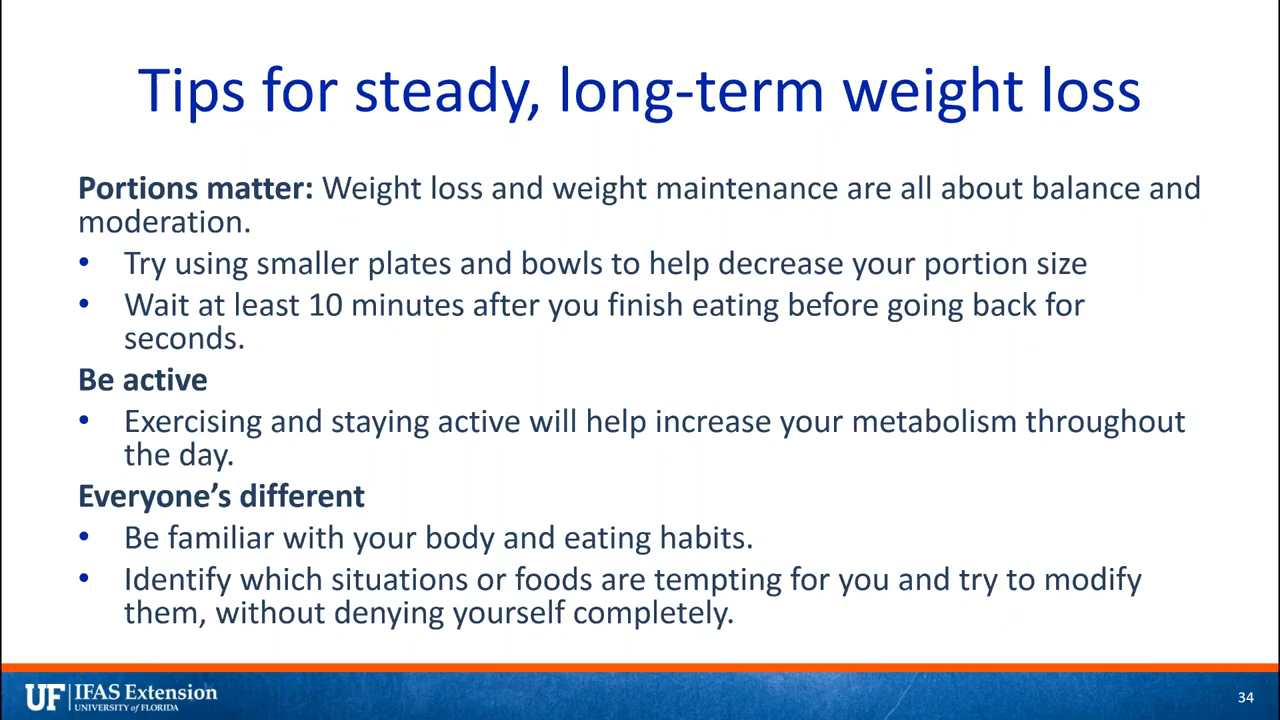 Tips for steady, long-term weight loss
Portions matter: Weight loss and weight maintenance are all about balance and
moderation.
• Try using smaller plates and bowls to help decrease your portion size
• Wait at least 10 minutes after you finish eating before going back for
seconds.
Be active
• Exercising and staying active will help increase your metabolism throughout
the day.
Everyone’s different
• Be familiar with your body and eating habits.
• Identify which situations or foods are tempting for you and try to modify
them, without denying yourself completely.
UF IFAS Extension
UNIVERSITY of FLORIDA
34